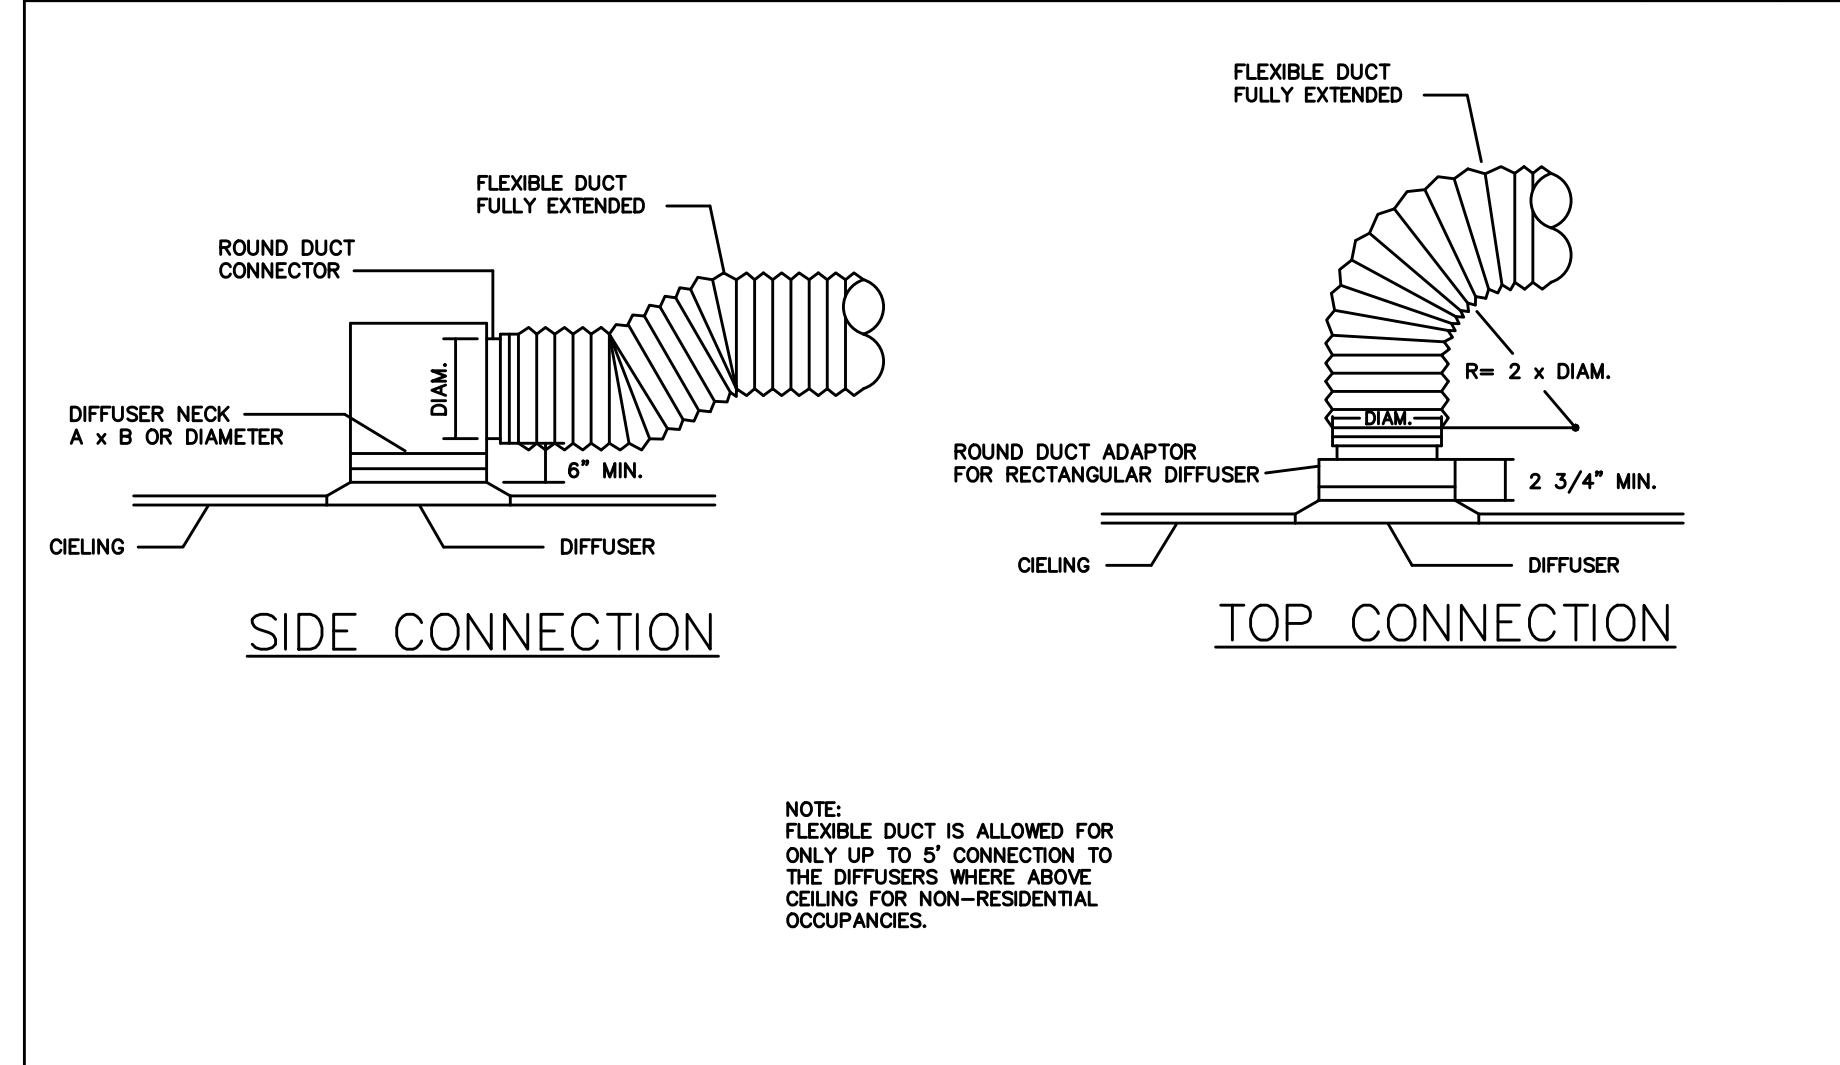 FLEXIBLE DUCT
FULLY EXTENDED
ROUND DUCT
CONNECTOR
DIAM.
DIFFUSER NECK
A x B OR DIAMETER
6" MIN.
CIELING
DIFFUSER
SIDE CONNECTION
FLEXIBLE DUCT
FULLY EXTENDED
R= 2 x DIAM.
DIAM.
ROUND DUCT ADAPTOR
FOR RECTANGULAR DIFFUSER
2 3/4" MIN.
CIELING
DIFFUSER
TOP CONNECTION
NOTE:
FLEXIBLE DUCT IS ALLOWED FOR
ONLY UP TO 5' CONNECTION TO
THE DIFFUSERS WHERE ABOVE
CEILING FOR NON-RESIDENTIAL
OCCUPANCIES.